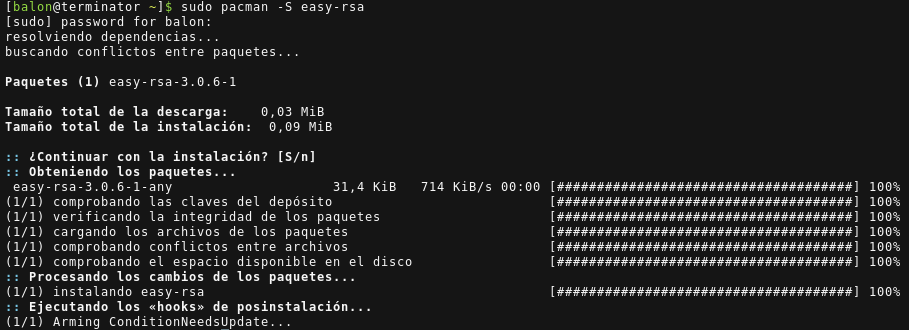 [balon@terminator ~]$ sudo pacman -S easy-rsa
[sudo] password for balon:
resolviendo dependencias...
buscando conflictos entre paquetes...
Paquetes (1) easy-rsa-3.0.6-1
Tamaño total de la descarga:    0,03 MiB
Tamaño total de la instalación:  0,09 MiB
:: ¿Continuar con la instalación? [S/n]
:: Obteniendo los paquetes...
 easy-rsa-3.0.6-1-any                    31,4 KiB   714 KiB/s 00:00 [#####################################] 100%
(1/1) comprobando las claves del depósito                           [#####################################] 100%
(1/1) verificando la integridad de los paquetes                     [#####################################] 100%
(1/1) cargando los archivos de los paquetes                         [#####################################] 100%
(1/1) comprobando conflictos entre archivos                         [#####################################] 100%
(1/1) comprobando el espacio disponible en el disco                 [#####################################] 100%
:: Procesando los cambios de los paquetes...
(1/1) instalando easy-rsa                                           [#####################################] 100%
:: Ejecutando los «hooks» de posinstalación...
(1/1) Arming ConditionNeedsUpdate...